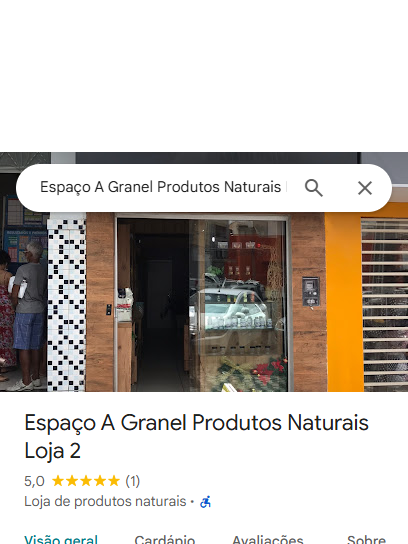 Espaço A Granel Produtos Naturais
Espaço A Granel Produtos Naturais
Loja 2
5,0 (1)
Loja de produtos naturais ·
Visão geral Cardápio Avaliações Sobre